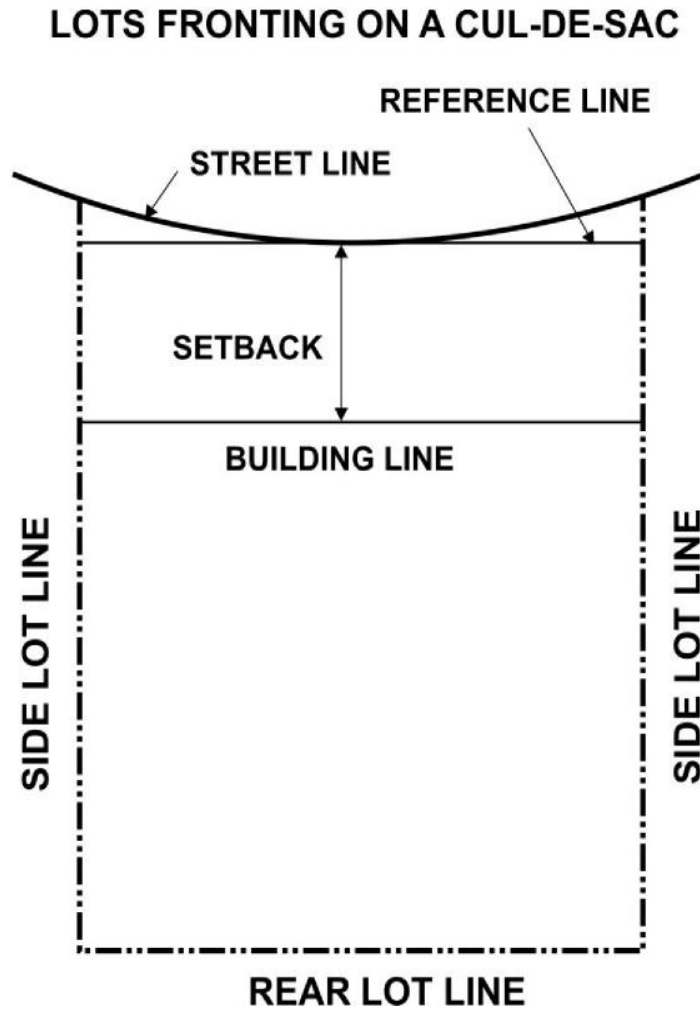 LOTS FRONTING ON A CUL-DE-SAC
REFERENCE LINE
STREET LINE
SETBACK
BUILDING LINE
SIDE LOT LINE
SIDE LOT LINE
REAR LOT LINE